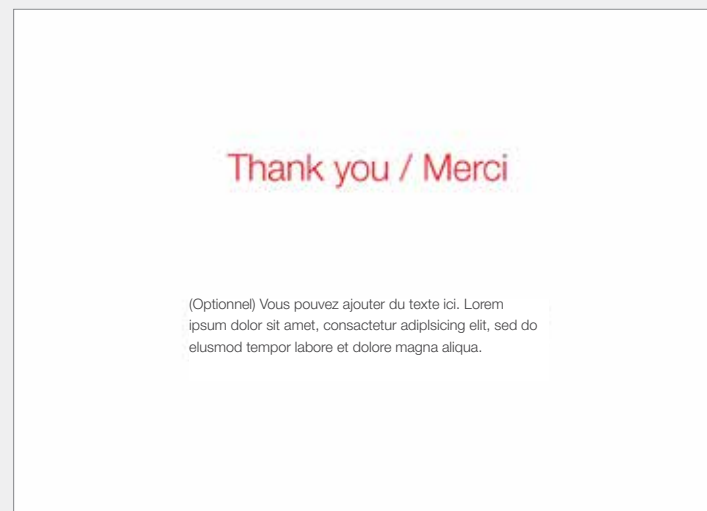 Thank you / Merci
(Optionnel) Vous pouvez ajouter du texte ici. Lorem
ipsum dolor sit amet, consactetur adiplsicing elit, sed do
elusmod tempor labore et dolore magna aliqua.